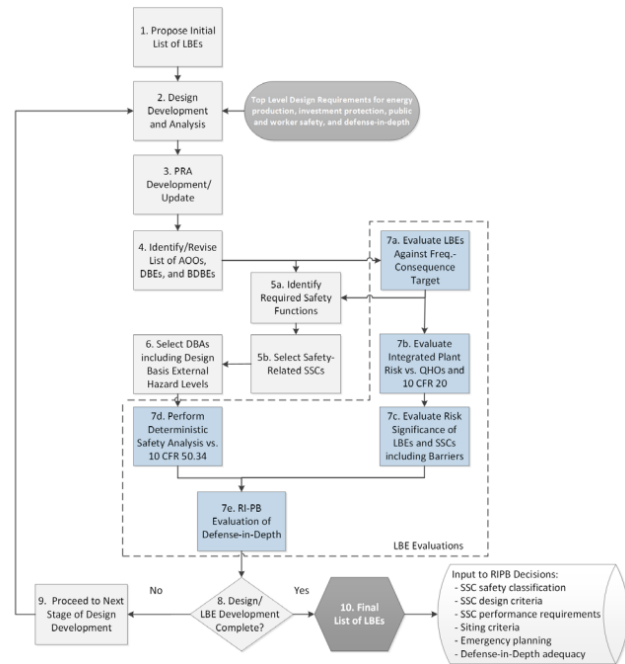 1. Propose Initial
List of LBEs
2. Design
Development
and Analysis
Top Level Design Requirements for energy
production, investment protection, public
and worker safety, and defense-in-depth
3. PRA
Development/
Update
4. Identify/Revise
List of AOOs,
DBEs, and BDBEs
7a. Evaluate LBEs
Against Freq.-
Consequence
Target
5a. Identify
Required Safety
Functions
6. Select DBAs
including Design
Basis External
Hazard Levels
5b. Select Safety-
Related SSCs
7b. Evaluate
Integrated Plant
Risk vs. QHOs and
10 CFR 20
7d. Perform
Deterministic
Safety Analysis vs.
10 CFR 50.34
7c. Evaluate Risk
Significance of
LBEs and SSCs
including Barriers
7e. RI-PB
Evaluation of
Defense-in-Depth
LBE Evaluations
9. Proceed to Next
Stage of Design
Development
No
8. Design/
LBE Development
Complete?
Yes
10. Final
List of LBEs
Input to RIPB Decisions:
- SSC safety classification
- SSC design criteria
- SSC performance requirements
- Siting criteria
- Emergency planning
- Defense-in-Depth adequacy